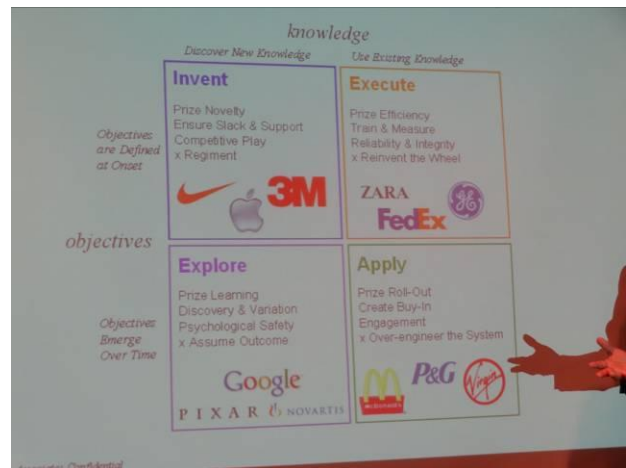 knowledge
Discover New Knowledge
Use Existing Knowledge
Invent
Prize Novelty
Ensure Slack & Support
Competitive Play
x Regiment
3M
Execute
Prize Efficiency
Train & Measure
Reliability & Integrity
x Reinvent the Wheel
ZARA
GE
FedEx
Objectives
are Defined
at Onset
objectives
Objectives
Emerge
Over Time
Explore
Prize Learning
Discovery & Variation
Psychological Safety
x Assume Outcome
Google
PIXAR
NOVARTIS
Apply
Prize Roll-Out
Create Buy-In
Engagement
x Over-engineer the System
McDonald's
P&G
Virgin
Confidential